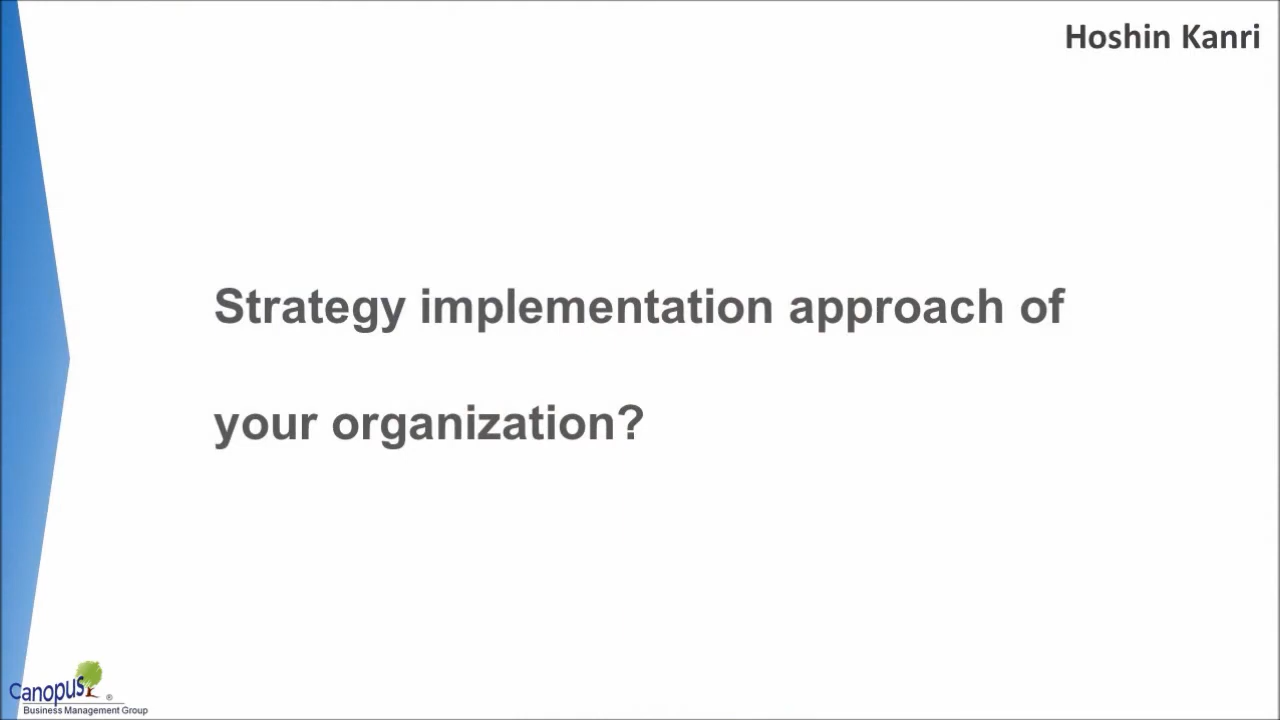 Hoshin Kanri
Strategy implementation approach of
your organization?
Canopus ®
Business Management Group